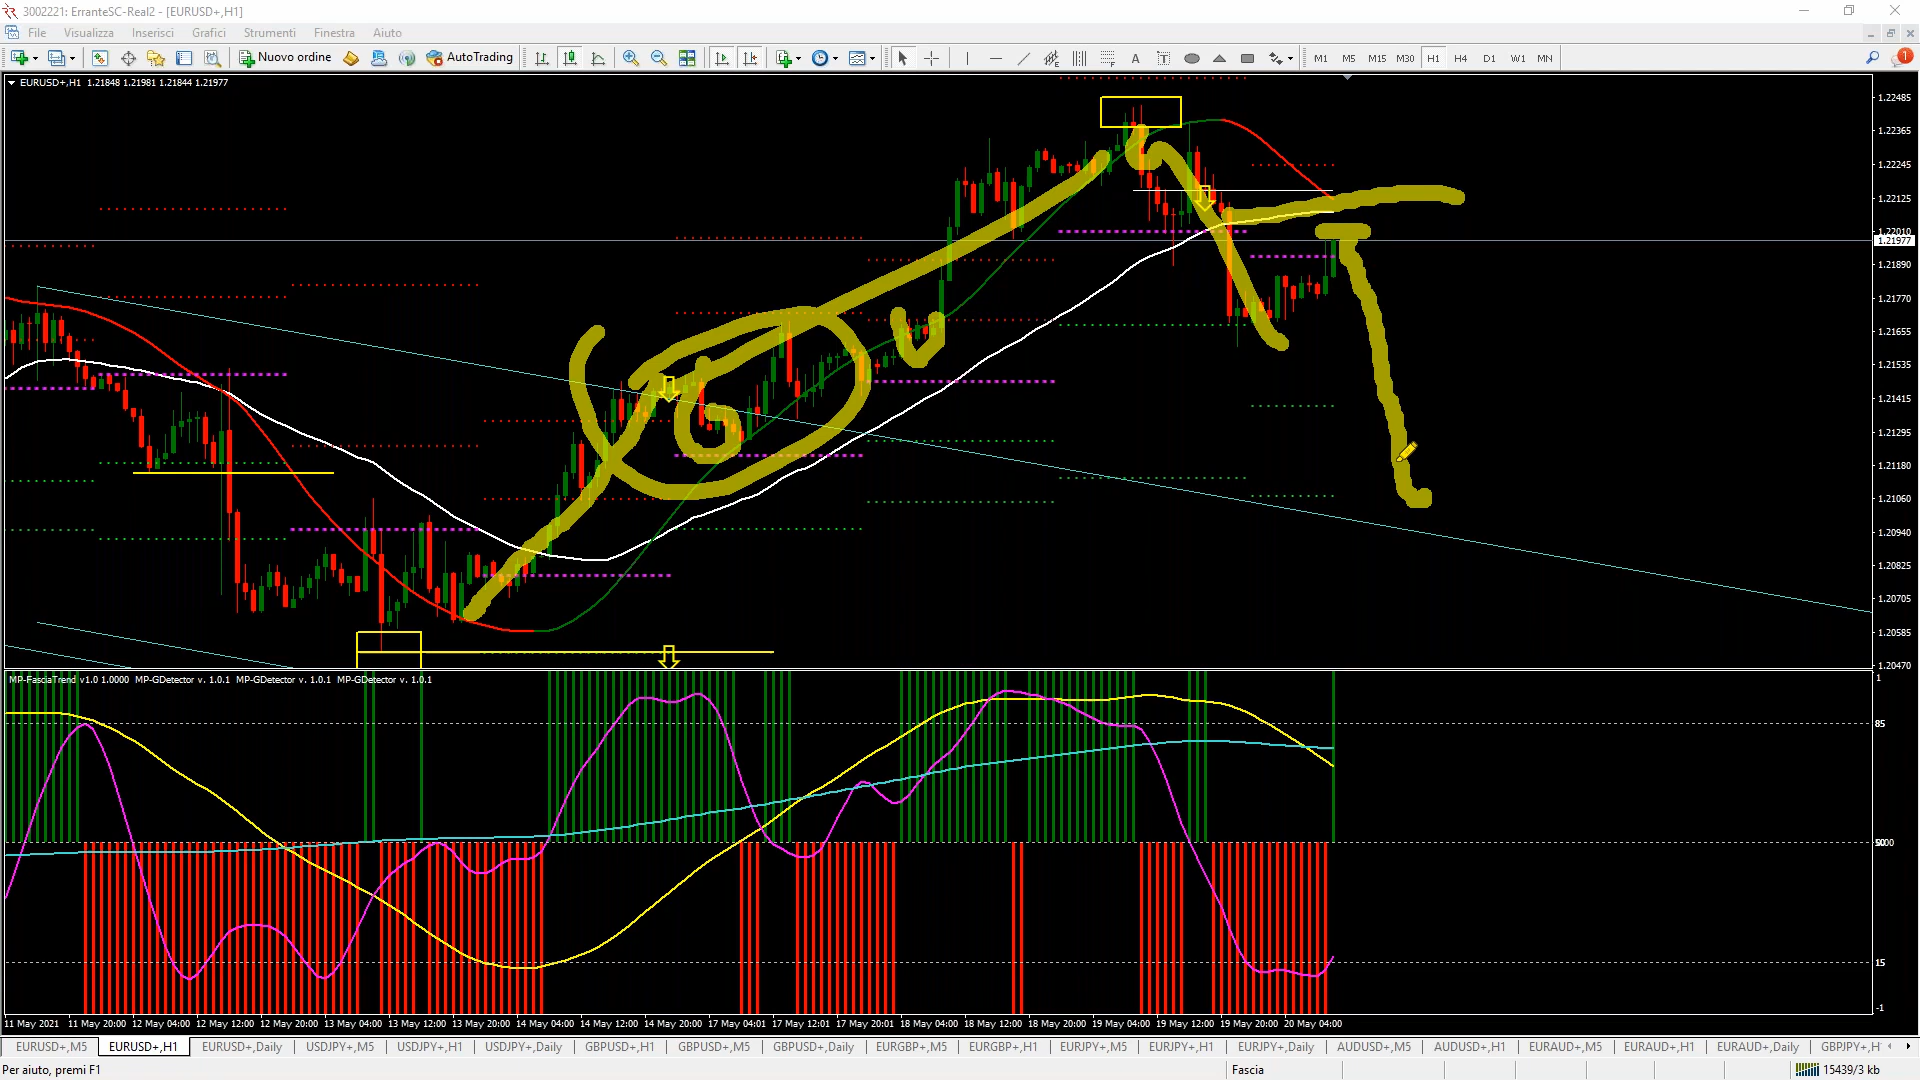 3002221: ErranteSC-Real2 - [EURUSD+,H1]
File Visualizza Inserisci Grafici Strumenti Finestra Aiuto
Nuovo ordine AutoTrading A T M1 M5 M15 M30 H1 H4 D1 W1 MN 1
EURUSD+,H1 1.21848 1.21981 1.21844 1.21977
1.22485
1.22365
1.22245
1.22125
1.22010
1.21977
1.21890
1.21770
1.21655
1.21535
1.21415
1.21295
1.21180
1.21060
1.20940
1.20825
1.20705
1.20585
1.20470
MP-FasciaTrend v1.0 1.0000 MP-GDetector v. 1.0.1 MP-GDetector v. 1.0.1 MP-GDetector v. 1.0.1
1
85
15
-1
11 May 2021 11 May 20:00 12 May 04:00 12 May 12:00 12 May 20:00 13 May 04:00 13 May 12:00 13 May 20:00 14 May 04:00 14 May 12:00 14 May 20:00 17 May 04:01 17 May 12:01 17 May 20:01 18 May 04:00 18 May 12:00 18 May 20:00 19 May 04:00 19 May 12:00 19 May 20:00 20 May 04:00
EURUSD+,M5 EURUSD+,H1 EURUSD+,Daily USDJPY+,M5 USDJPY+,H1 USDJPY+,Daily GBPUSD+,H1 GBPUSD+,M5 GBPUSD+,Daily EURGBP+,M5 EURGBP+,H1 EURJPY+,M5 EURJPY+,H1 EURJPY+,Daily AUDUSD+,M5 AUDUSD+,H1 EURAUD+,M5 EURAUD+,H1 EURAUD+,Daily GBPJPY+,H
Per aiuto, premi F1 Fascia 15439/3 kb